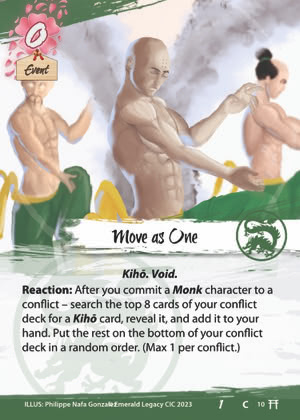 0
Event
Move as One
Kihō. Void.
Reaction: After you commit a Monk character to a
conflict – search the top 8 cards of your conflict
deck for a Kihō card, reveal it, and add it to your
hand. Put the rest on the bottom of your conflict
deck in a random order. (Max 1 per conflict.)
ILLUS: Philippe Nafa Gonzalez Emerald Legacy CIC 2023 1 C 10